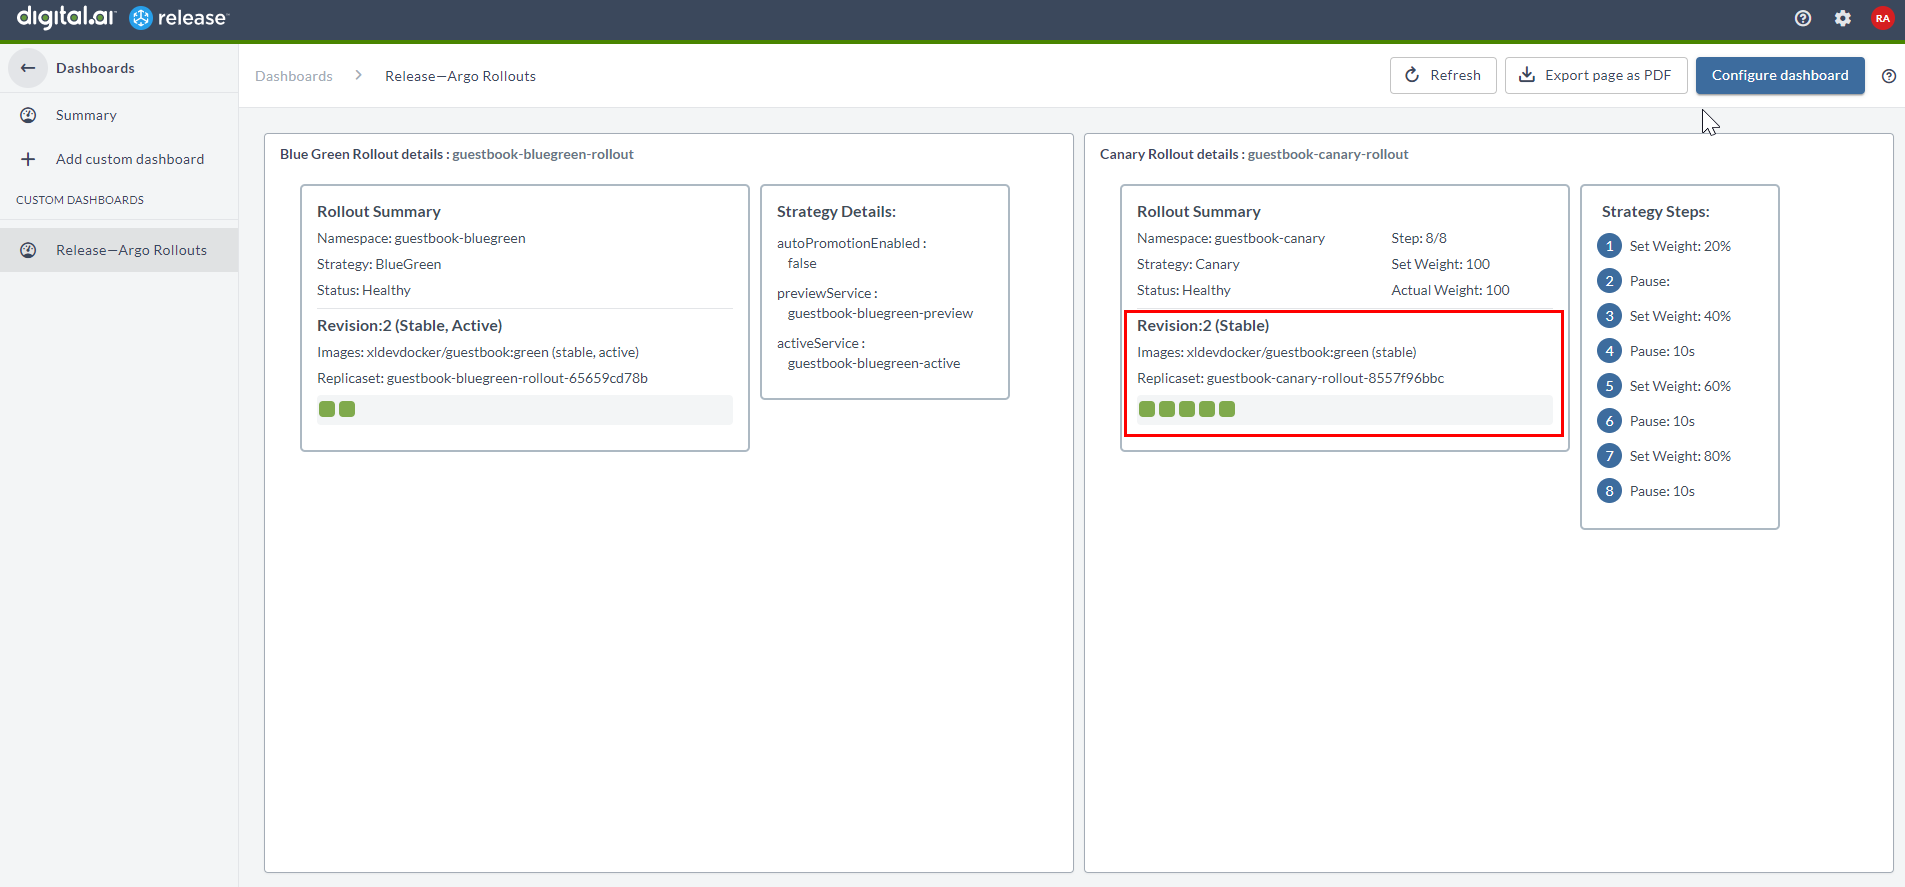 digital.ai release
RA
Dashboards
Summary
Add custom dashboard
CUSTOM DASHBOARDS
Release—Argo Rollouts
Dashboards > Release—Argo Rollouts
Refresh
Export page as PDF
Configure dashboard
Blue Green Rollout details : guestbook-bluegreen-rollout
Rollout Summary
Namespace: guestbook-bluegreen
Strategy: BlueGreen
Status: Healthy
Revision:2 (Stable, Active)
Images: xldevdocker/guestbook:green (stable, active)
Replicaset: guestbook-bluegreen-rollout-65659cd78b
Strategy Details:
autoPromotionEnabled :
false
previewService :
guestbook-bluegreen-preview
activeService :
guestbook-bluegreen-active
Canary Rollout details : guestbook-canary-rollout
Rollout Summary
Namespace: guestbook-canary
Step: 8/8
Strategy: Canary
Set Weight: 100
Status: Healthy
Actual Weight: 100
Revision:2 (Stable)
Images: xldevdocker/guestbook:green (stable)
Replicaset: guestbook-canary-rollout-8557f96bbc
Strategy Steps:
1 Set Weight: 20%
2 Pause:
3 Set Weight: 40%
4 Pause: 10s
5 Set Weight: 60%
6 Pause: 10s
7 Set Weight: 80%
8 Pause: 10s